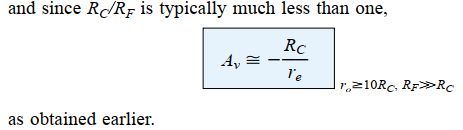 and since R_C/R_F is typically much less than one,
A_v ≅ −R_C/r_e
r_o≥10R_C, R_F≫R_C
as obtained earlier.